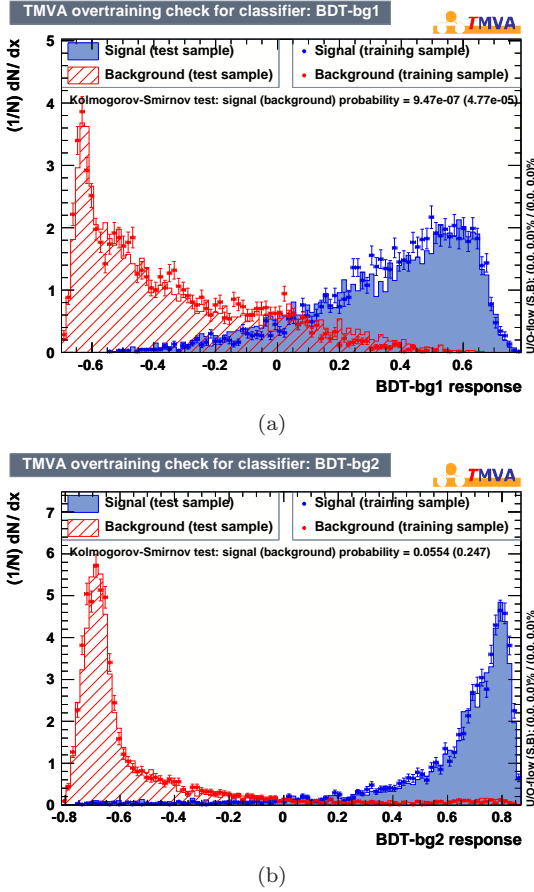 TMVA overtraining check for classifier: BDT-bg1
TMVA
Signal (test sample)
Background (test sample)
Signal (training sample)
Background (training sample)
Kolmogorov-Smirnov test: signal (background) probability = 9.47e-07 (4.77e-05)
(1/N) dN/ dx
5
4
3
2
1
0
-0.6 -0.4 -0.2 0 0.2 0.4 0.6
BDT-bg1 response
U/O-flow (S,B): (0.0, 0.0)% / (0.0, 0.0)%
(a)
TMVA overtraining check for classifier: BDT-bg2
TMVA
Signal (test sample)
Background (test sample)
Signal (training sample)
Background (training sample)
Kolmogorov-Smirnov test: signal (background) probability = 0.0554 (0.247)
(1/N) dN/ dx
7
6
5
4
3
2
1
0
-0.8 -0.6 -0.4 -0.2 0 0.2 0.4 0.6 0.8
BDT-bg2 response
U/O-flow (S,B): (0.0, 0.0)% / (0.0, 0.0)%
(b)